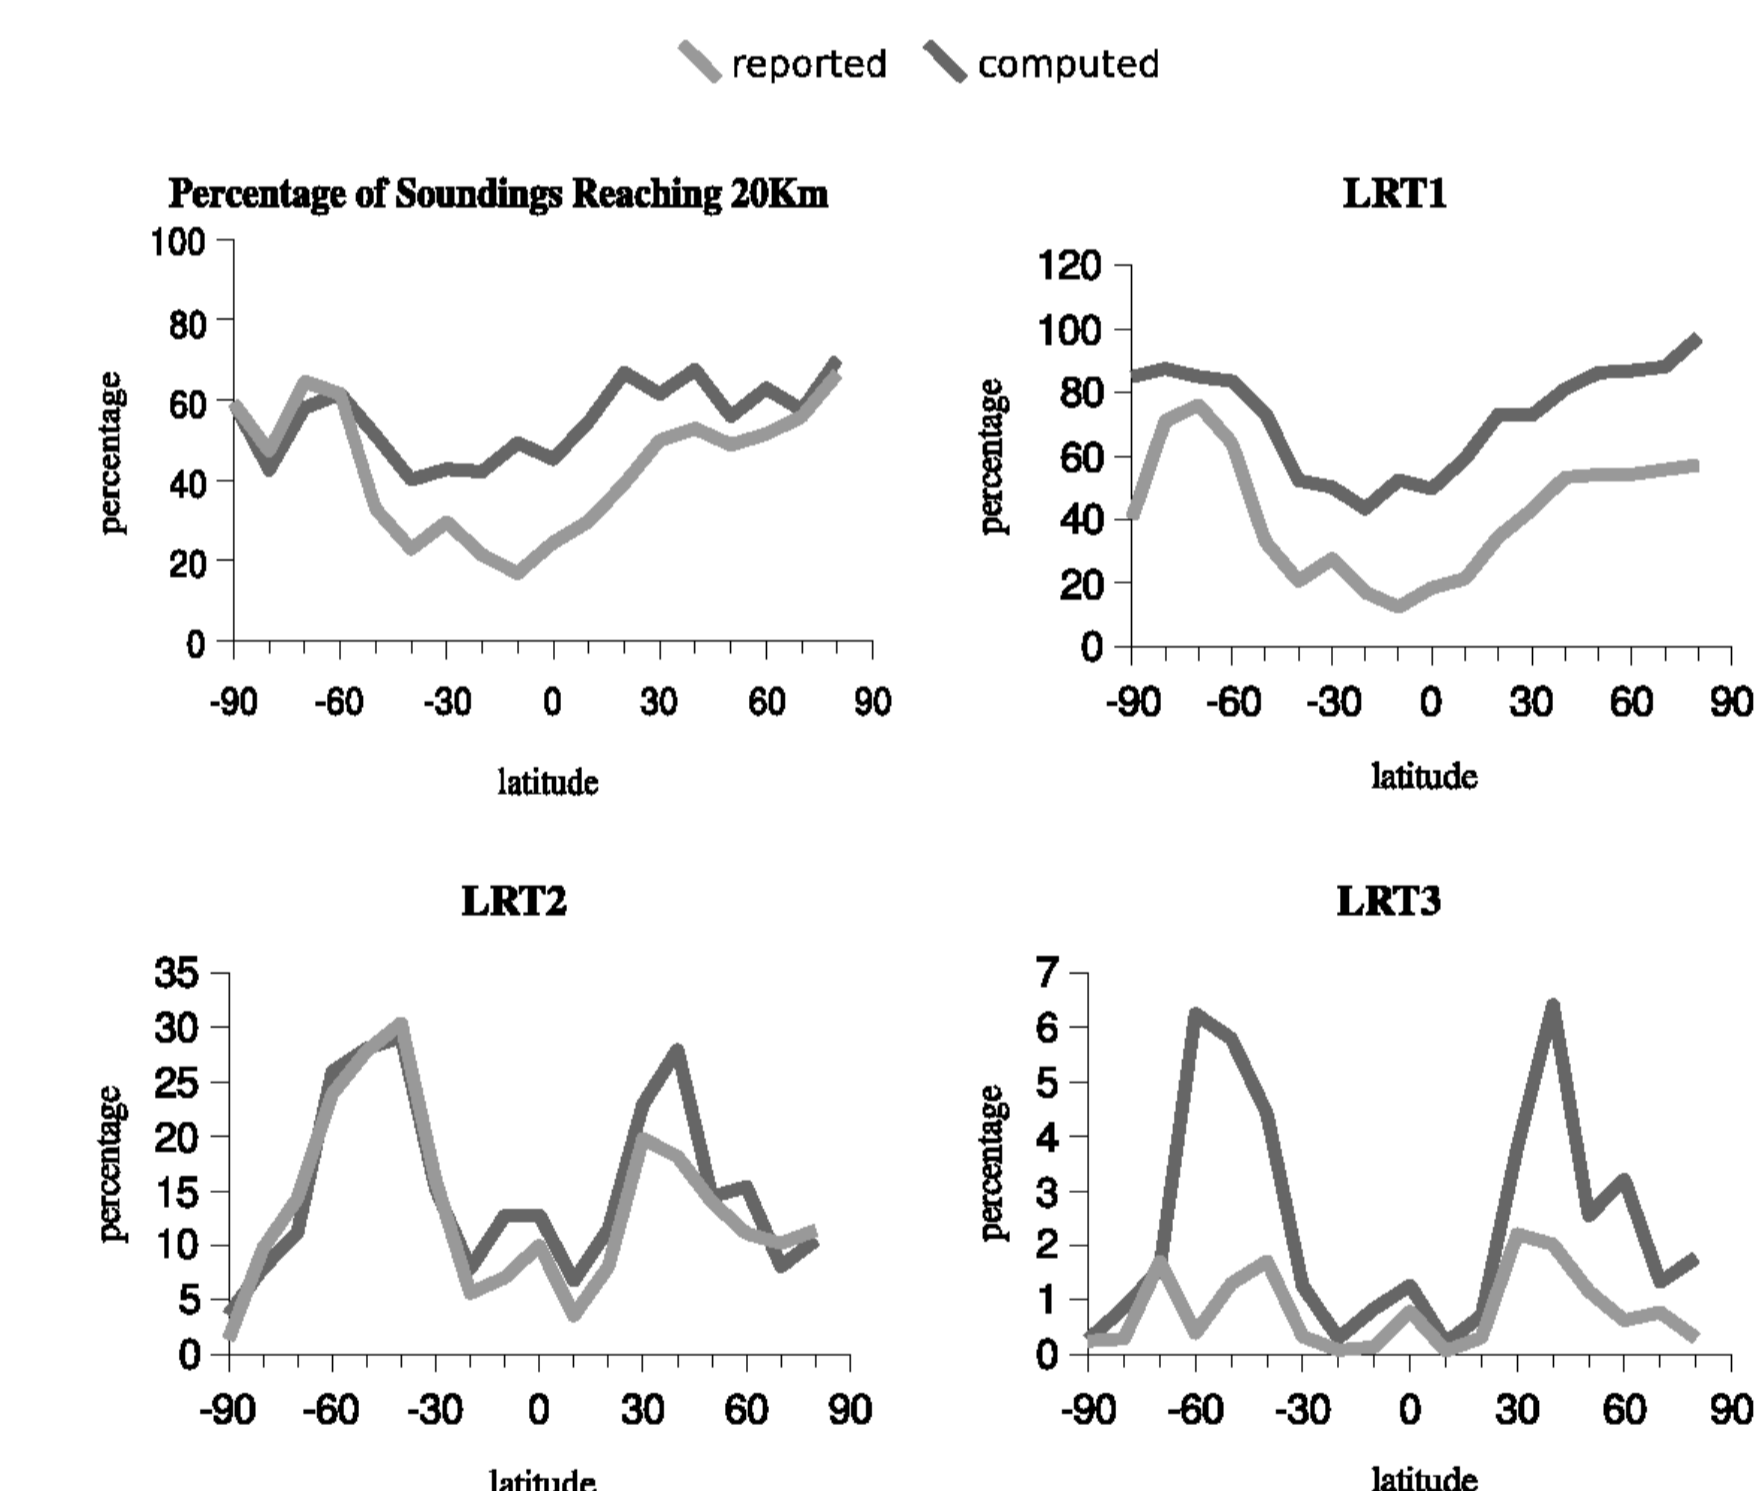 reported computed
Percentage of Soundings Reaching 20Km
100
80
60
40
20
0
percentage
-90 -60 -30 0 30 60 90
latitude
LRT1
120
100
80
60
40
20
0
percentage
-90 -60 -30 0 30 60 90
latitude
LRT2
35
30
25
20
15
10
5
0
percentage
-90 -60 -30 0 30 60 90
latitude
LRT3
7
6
5
4
3
2
1
0
percentage
-90 -60 -30 0 30 60 90
latitude